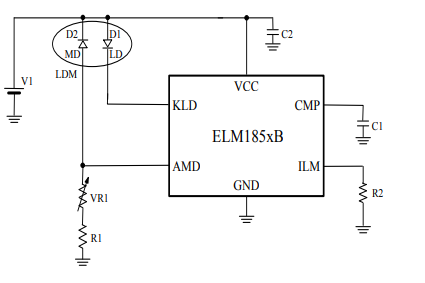 D2 D1
C2
MD LD
LDM
V1
VCC
KLD CMP
C1
ELM185xB
AMD ILM
GND
VR1
R2
R1